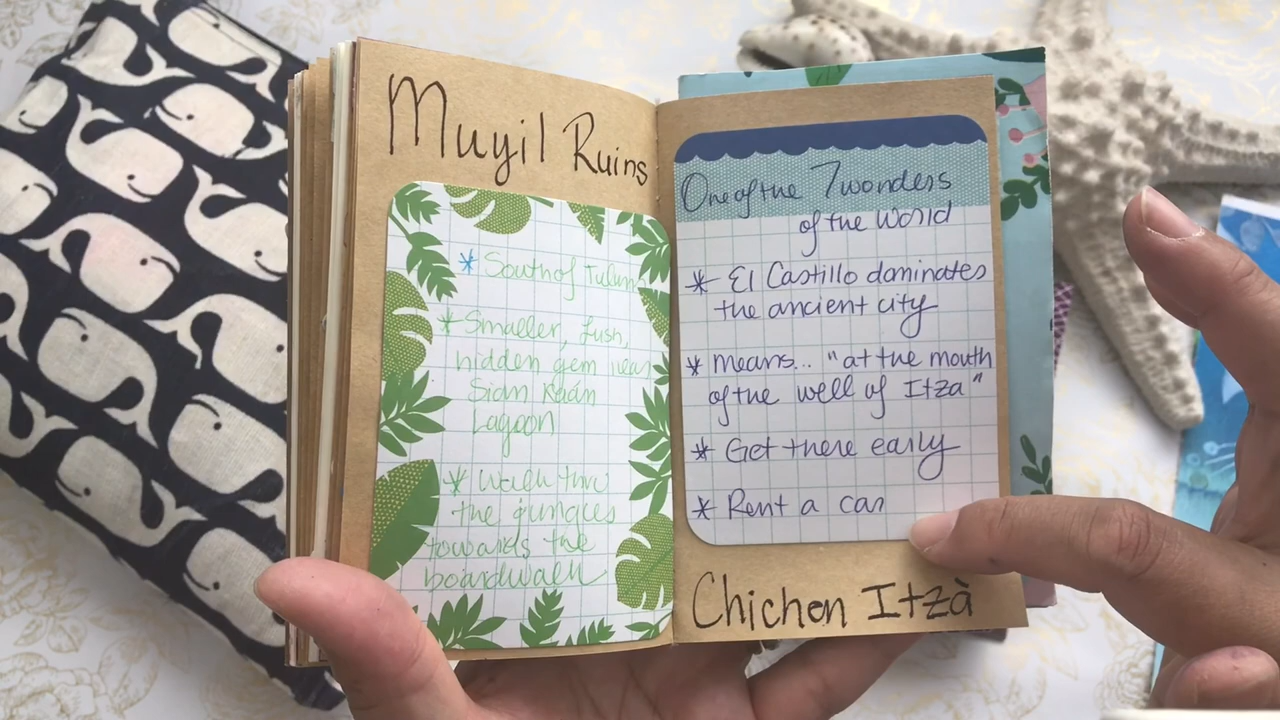 Muyil Ruins
* South of Tulum
* Smaller, lush,
hidden gem near
Sian Kaán
Lagoon
* Walk thru
the jungles
towards the
boardwalk
One of the 7 wonders
of the World
* El Castillo dominates
the ancient city
* Means... "at the mouth
of the well of Itza"
* Get there early
* Rent a car
Chichen Itzà